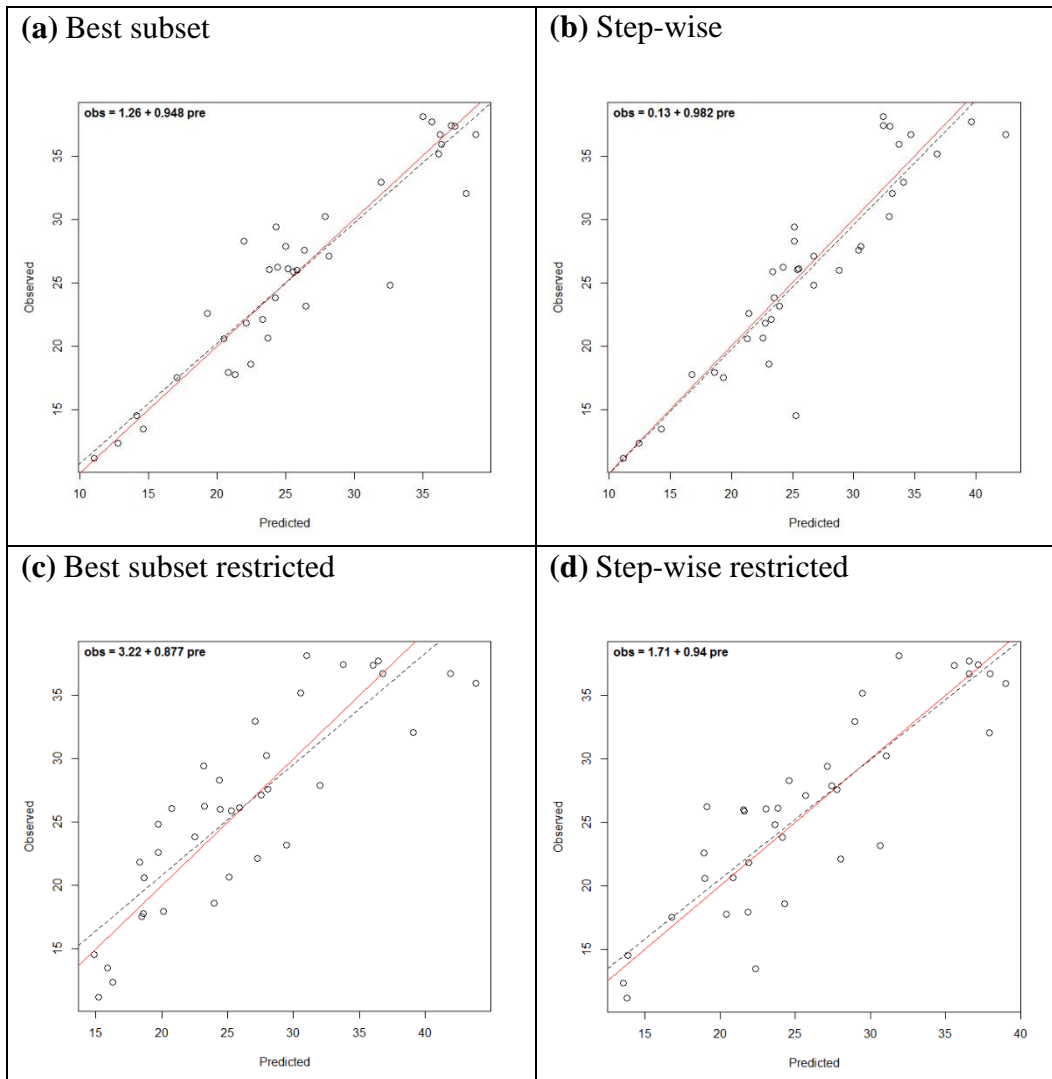 (a) Best subset
obs = 1.26 + 0.948 pre
Observed
35
30
25
20
15
10 15 20 25 30 35
Predicted
(b) Step-wise
obs = 0.13 + 0.982 pre
Observed
35
30
25
20
15
10 15 20 25 30 35 40
Predicted
(c) Best subset restricted
obs = 3.22 + 0.877 pre
Observed
35
30
25
20
15
15 20 25 30 35 40
Predicted
(d) Step-wise restricted
obs = 1.71 + 0.94 pre
Observed
35
30
25
20
15
15 20 25 30 35 40
Predicted